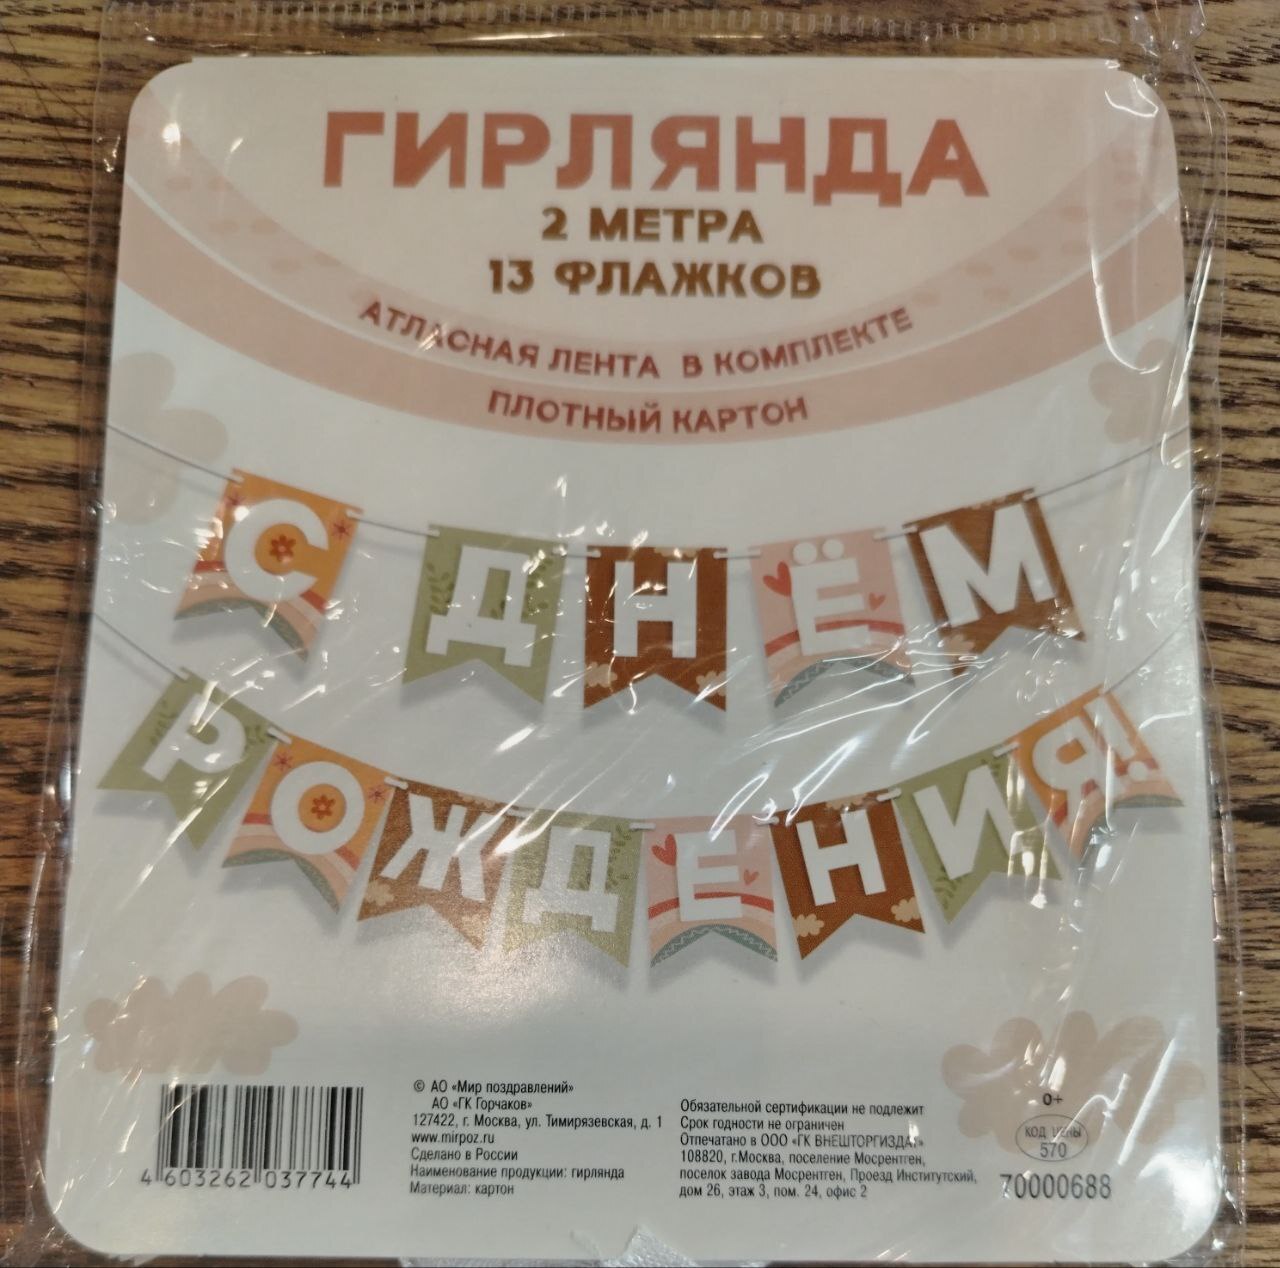 ГИРЛЯНДА
2 МЕТРА
13 ФЛАЖКОВ
АТЛАСНАЯ ЛЕНТА В КОМПЛЕКТЕ
ПЛОТНЫЙ КАРТОН
С ДНЁМ
РОЖДЕНИЯ!
4 603262 037744
© АО «Мир поздравлений»
АО «ГК Горчаков»
127422, г. Москва, ул. Тимирязевская, д. 1
www.mirpoz.ru
Сделано в России
Наименование продукции: гирлянда
Материал: картон
Обязательной сертификации не подлежит
Срок годности не ограничен
Отпечатано в ООО «ГК ВНЕШТОРГИЗДАТ»
108820, г.Москва, поселение Мосрентген,
поселок завода Мосрентген, Проезд Институтский,
дом 26, этаж 3, пом. 24, офис 2
0+
КОД ЦЕНЫ
570
70000688